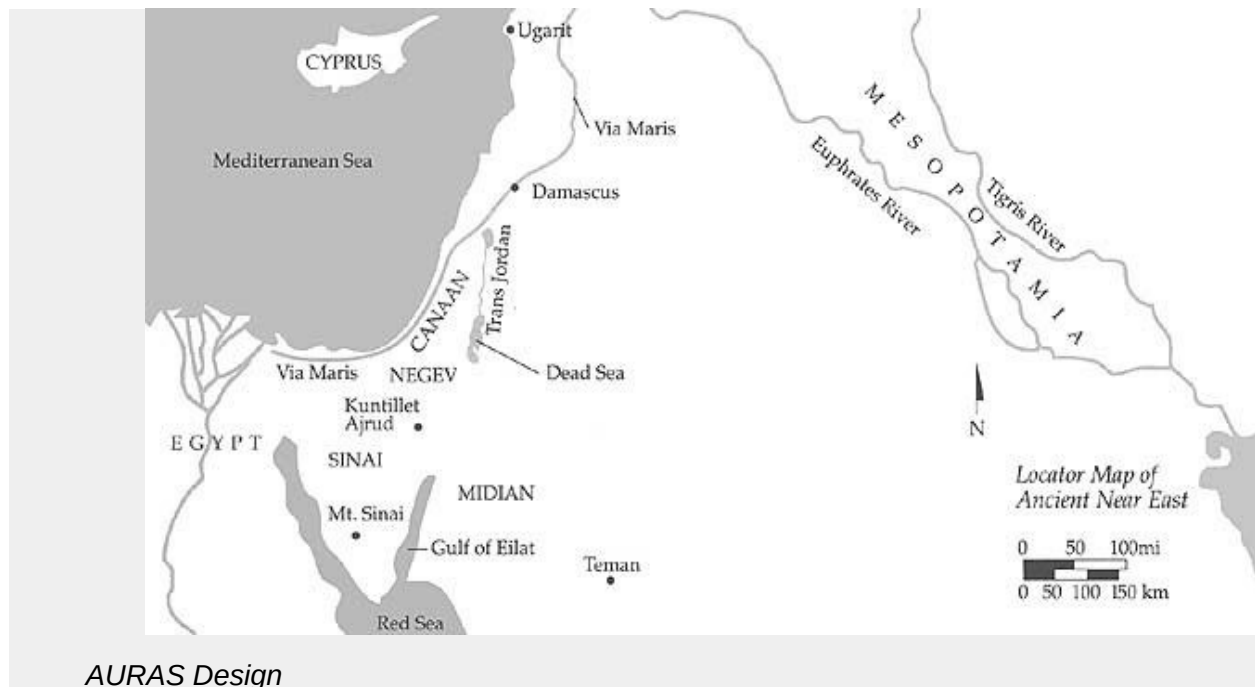 Ugarit
CYPRUS
Via Maris
Mediterranean Sea
Damascus
MESOPOTAMIA
Euphrates River
Tigris River
CANAAN
Trans Jordan
Via Maris
NEGEV
Dead Sea
Kuntillet
Ajrud
EGYPT
SINAI
MIDIAN
Mt. Sinai
Gulf of Eilat
Teman
Red Sea
N
Locator Map of
Ancient Near East
0 50 100mi
0 50 100 150 km
AURAS Design